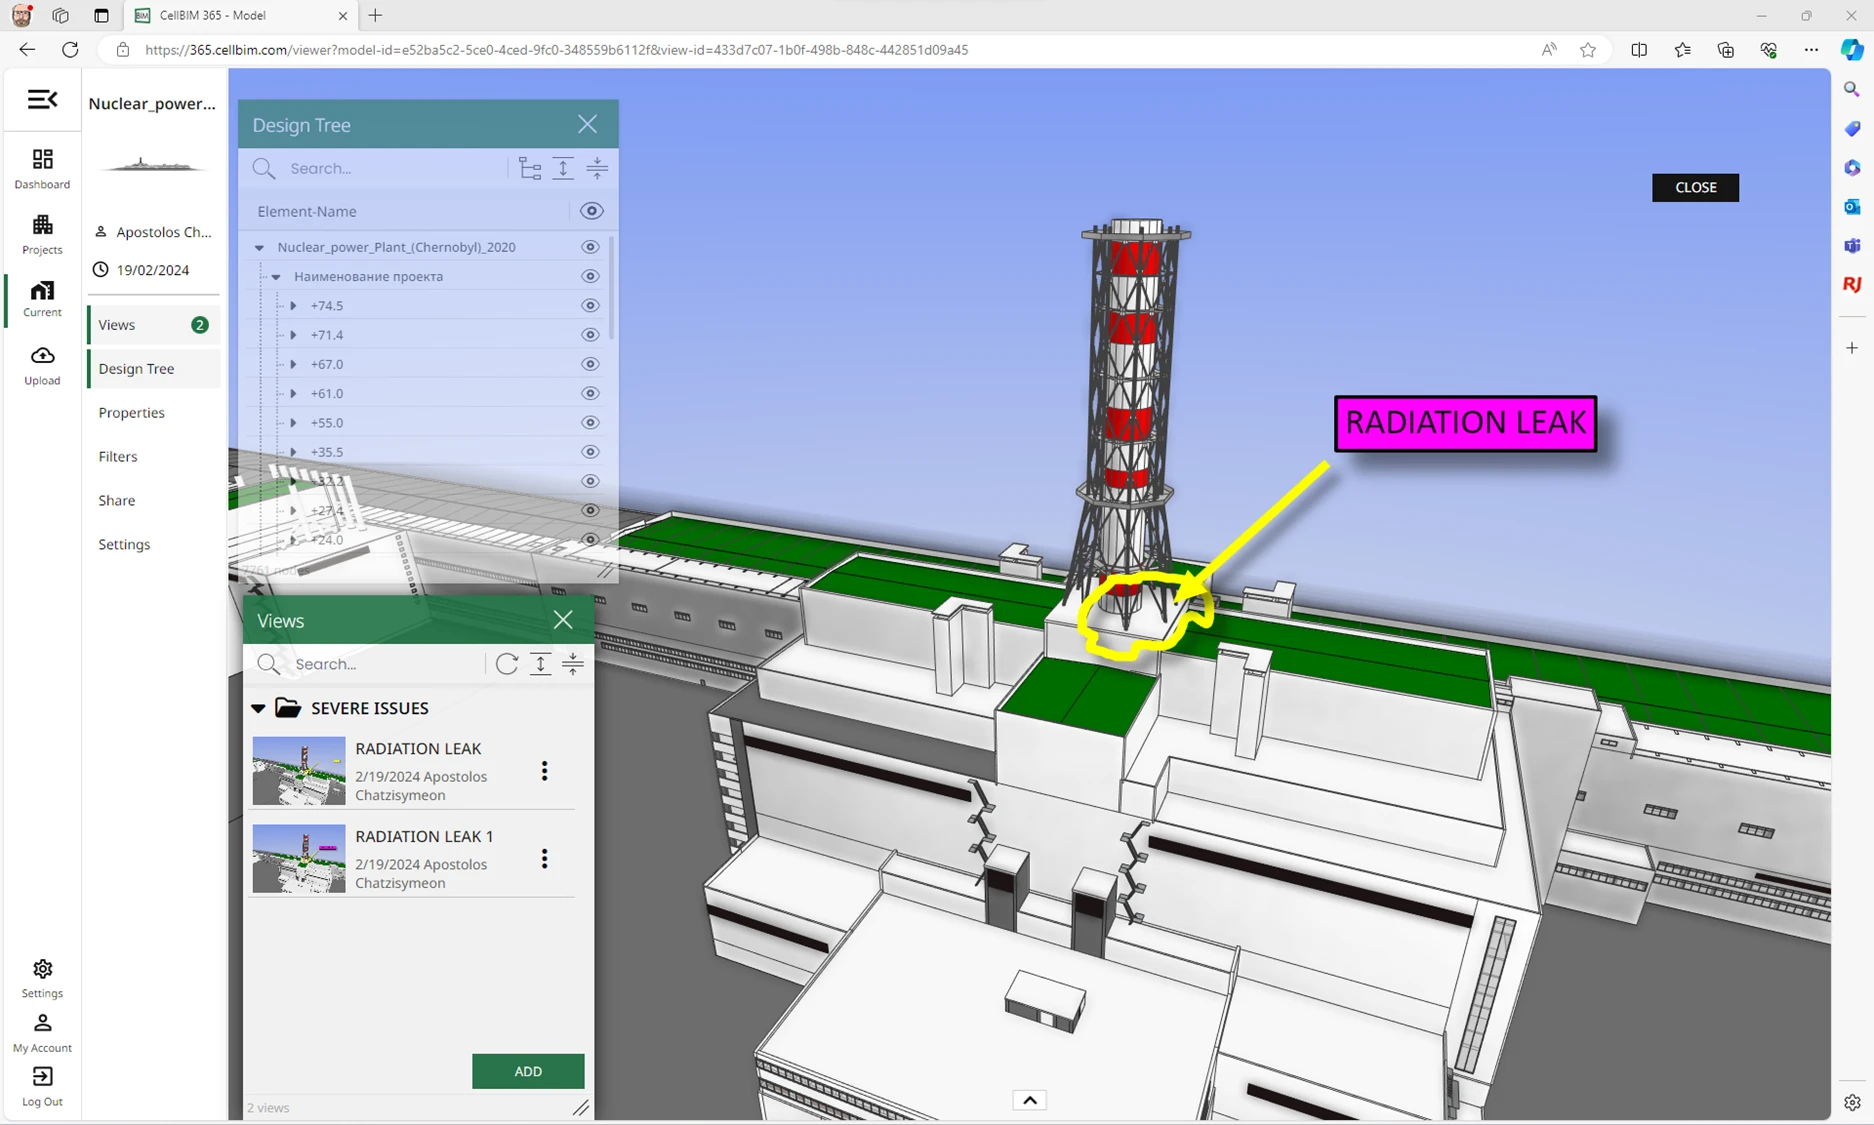 CellBIM 365 - Model
https://365.cellbim.com/viewer?model-id=e52ba5c2-5ce0-4ced-9fc0-348559b6112f&view-id=433d7c07-1b0f-498b-848c-442851d09a45
Dashboard
Projects
Current
Upload
Settings
My Account
Log Out
Nuclear_power...
Apostolos Ch...
19/02/2024
Views 2
Design Tree
Properties
Filters
Share
Settings
Design Tree
Search...
Element-Name
Nuclear_power_Plant_(Chernobyl)_2020
Наименование проекта
+74.5
+71.4
+67.0
+61.0
+55.0
+35.5
+32.2
+27.4
+24.0
7761 nodes
Views
Search...
SEVERE ISSUES
RADIATION LEAK
2/19/2024 Apostolos
Chatzisymeon
RADIATION LEAK 1
2/19/2024 Apostolos
Chatzisymeon
ADD
2 views
CLOSE
RADIATION LEAK
RJ